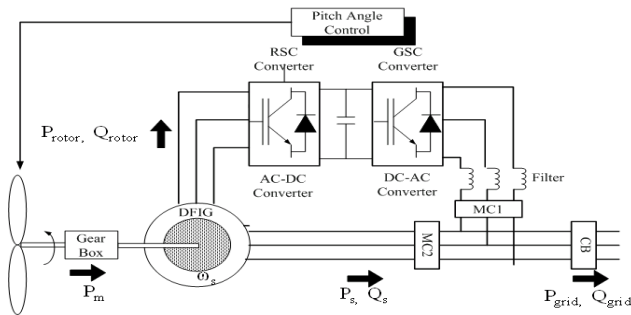 Pitch Angle
Control
RSC
Converter
GSC
Converter
Protor, Qrotor
AC-DC
Converter
DC-AC
Converter
Filter
MC1
DFIG
Gear
Box
ωs
MC2
CB
Pm
Ps, Qs
Pgrid, Qgrid